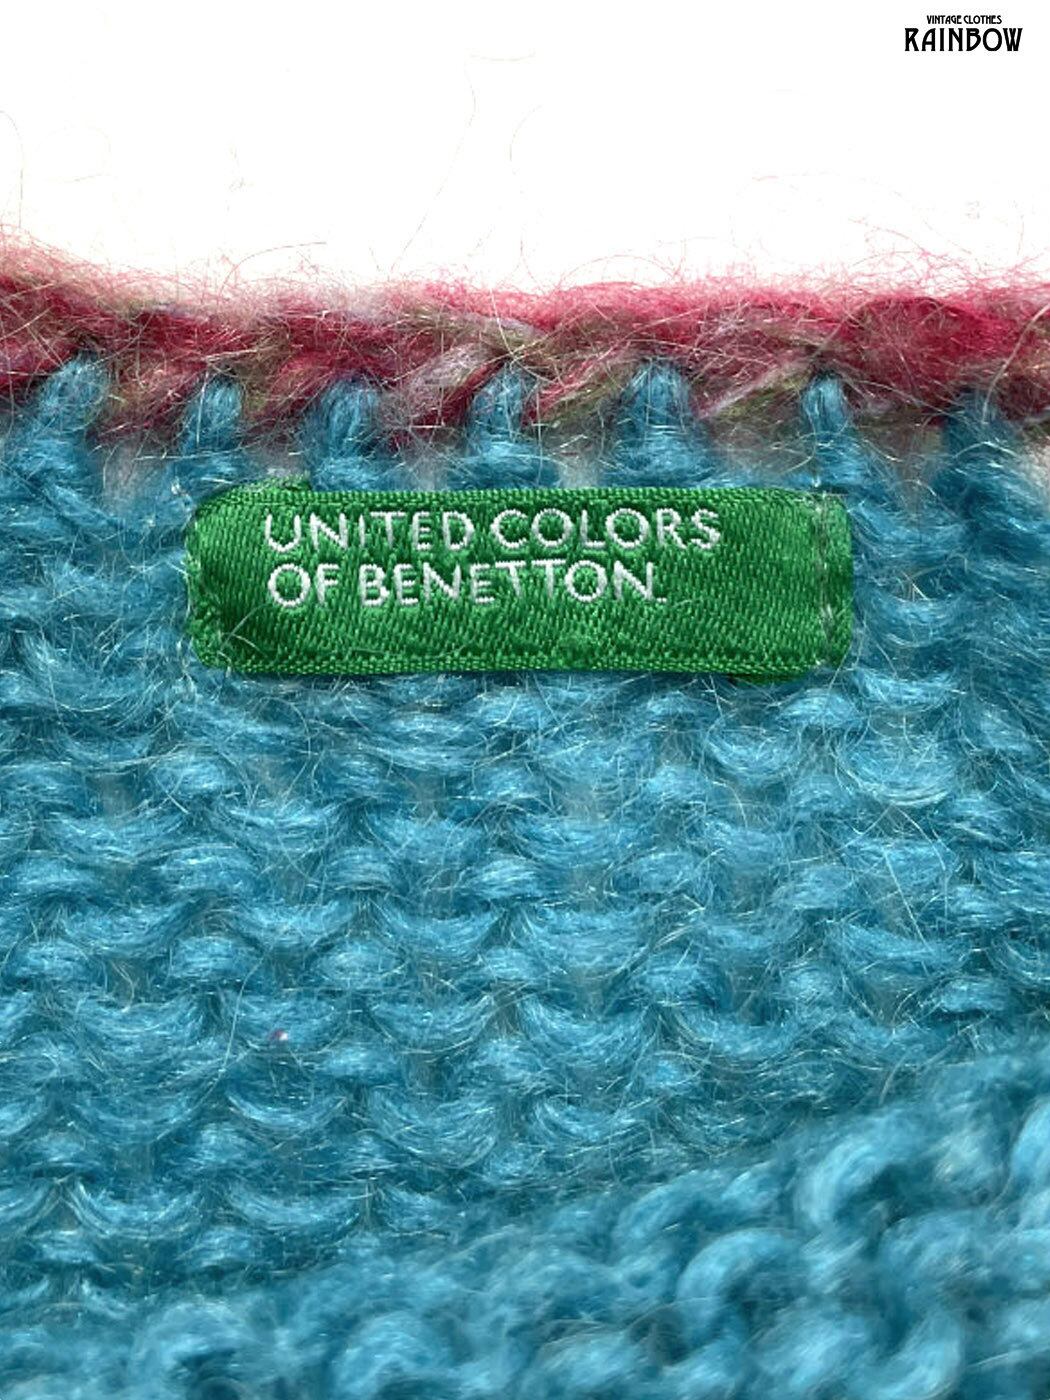 VINTAGE CLOTHES
RAINBOW
UNITED COLORS
OF BENETTON.